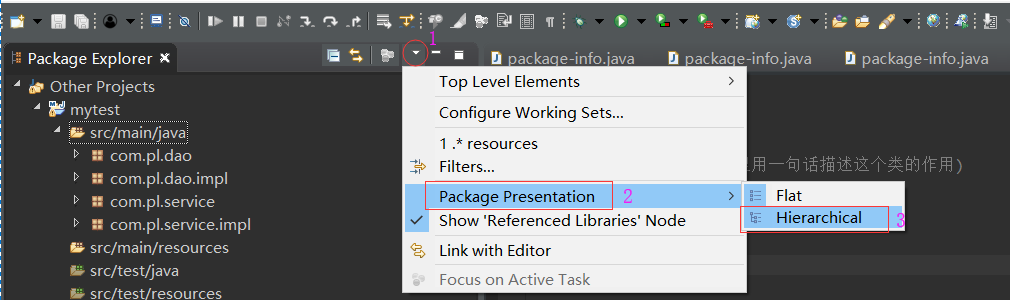 1
Package Explorer
package-info.java
package-info.java
package-info.java
Other Projects
mytest
src/main/java
com.pl.dao
com.pl.dao.impl
com.pl.service
com.pl.service.impl
src/main/resources
src/test/java
src/test/resources
Top Level Elements
Configure Working Sets...
1 .* resources
Filters...
用一句话描述这个类的作用)
Package Presentation 2
Show 'Referenced Libraries' Node
Link with Editor
Focus on Active Task
Flat
Hierarchical 3